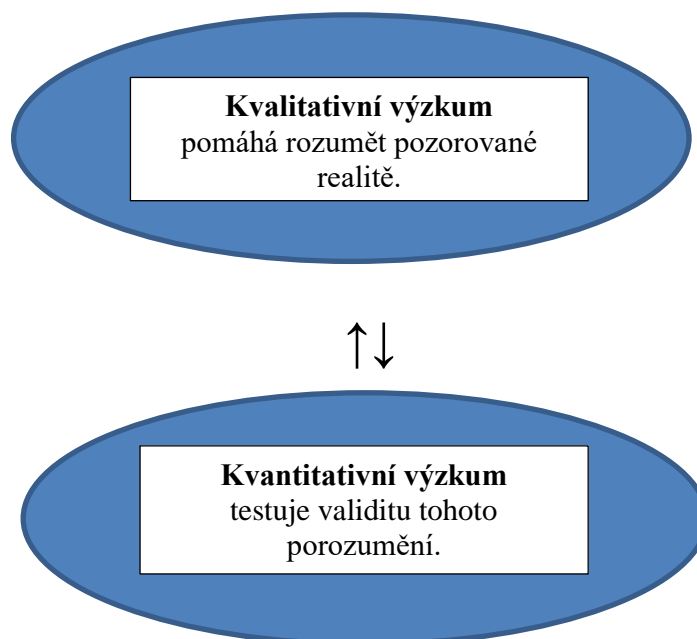 Kvalitativní výzkum
pomáhá rozumět pozorované
realitě.
↑↓
Kvantitativní výzkum
testuje validitu tohoto
porozumění.